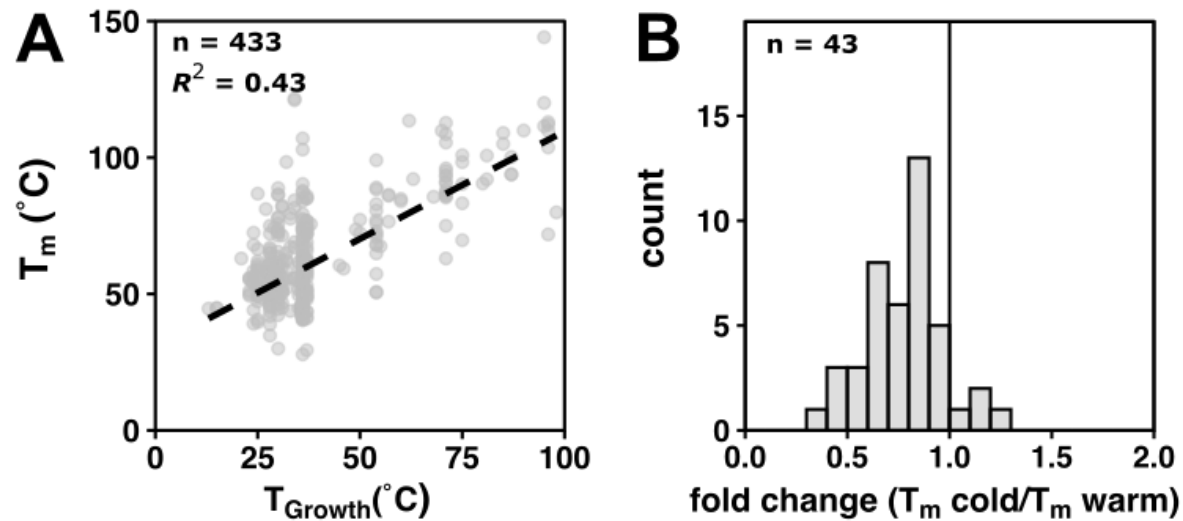 A
n = 433
R² = 0.43
150
100
50
0
0 25 50 75 100
Tₘ (°C)
T_Growth(°C)
B
n = 43
15
10
5
0
0.0 0.5 1.0 1.5 2.0
count
fold change (Tₘ cold/Tₘ warm)